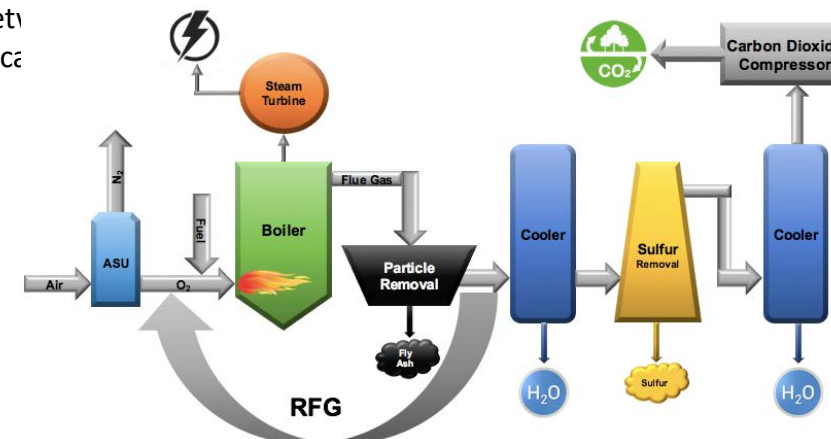 Steam
Turbine
CO₂
Carbon
Compressor
N₂
Fuel
Flue Gas
Boiler
ASU
Air
O₂
Particle
Removal
Cooler
Sulfur
Removal
Cooler
Fly
Ash
Sulfur
RFG
H₂O
H₂O